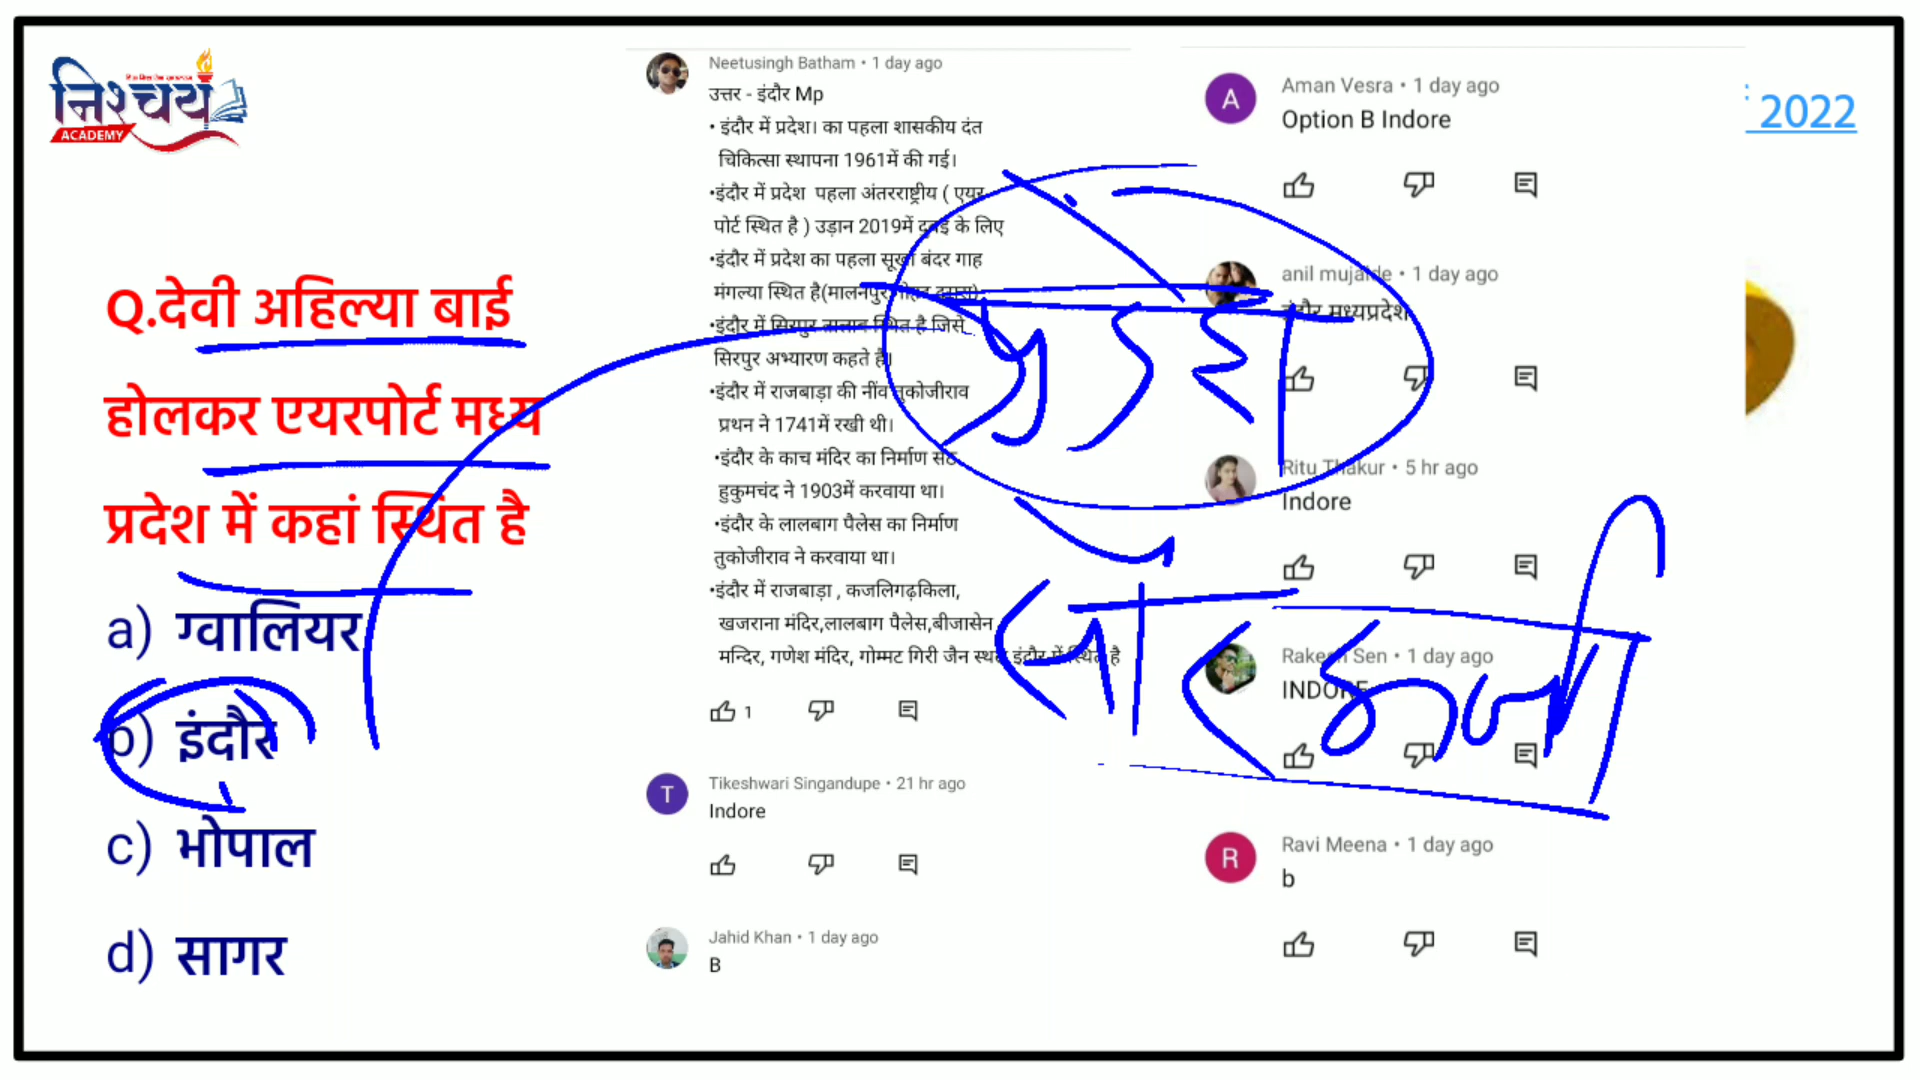 निश्चय
ACADEMY
2022
Q.देवी अहिल्या बाई
होलकर एयरपोर्ट मध्य
प्रदेश में कहां स्थित है
a) ग्वालियर
b) इंदौर
c) भोपाल
d) सागर
Neetusingh Batham • 1 day ago
उत्तर - इंदौर Mp
• इंदौर में प्रदेश। का पहला शासकीय दंत
चिकित्सा स्थापना 1961में की गई।
•इंदौर में प्रदेश पहला अंतरराष्ट्रीय ( एयर
पोर्ट स्थित है ) उड़ान 2019में दुबई के लिए
•इंदौर में प्रदेश का पहला सूखा बंदर गाह
मंगल्या स्थित है(मालनपुर
•इंदौर में सिरपुर तालाब स्थित है जिसे
सिरपुर अभ्यारण कहते है।
•इंदौर में राजबाड़ा की नींव तुकोजीराव
प्रथन ने 1741में रखी थी।
•इंदौर के काच मंदिर का निर्माण सेठ
हुकुमचंद ने 1903में करवाया था।
•इंदौर के लालबाग पैलेस का निर्माण
तुकोजीराव ने करवाया था।
•इंदौर में राजबाड़ा , कजलिगढ़किला,
खजराना मंदिर,लालबाग पैलेस,बीजासेन
मन्दिर, गणेश मंदिर, गोम्मट गिरी जैन स्थल इंदौर में स्थित है
1
Tikeshwari Singandupe • 21 hr ago
Indore
Jahid Khan • 1 day ago
B
A
Aman Vesra • 1 day ago
Option B Indore
anil mujalde • 1 day ago
इंदौर मध्यप्रदेश
Ritu Thakur • 5 hr ago
Indore
Rakesh Sen • 1 day ago
INDORE
T
R
Ravi Meena • 1 day ago
b